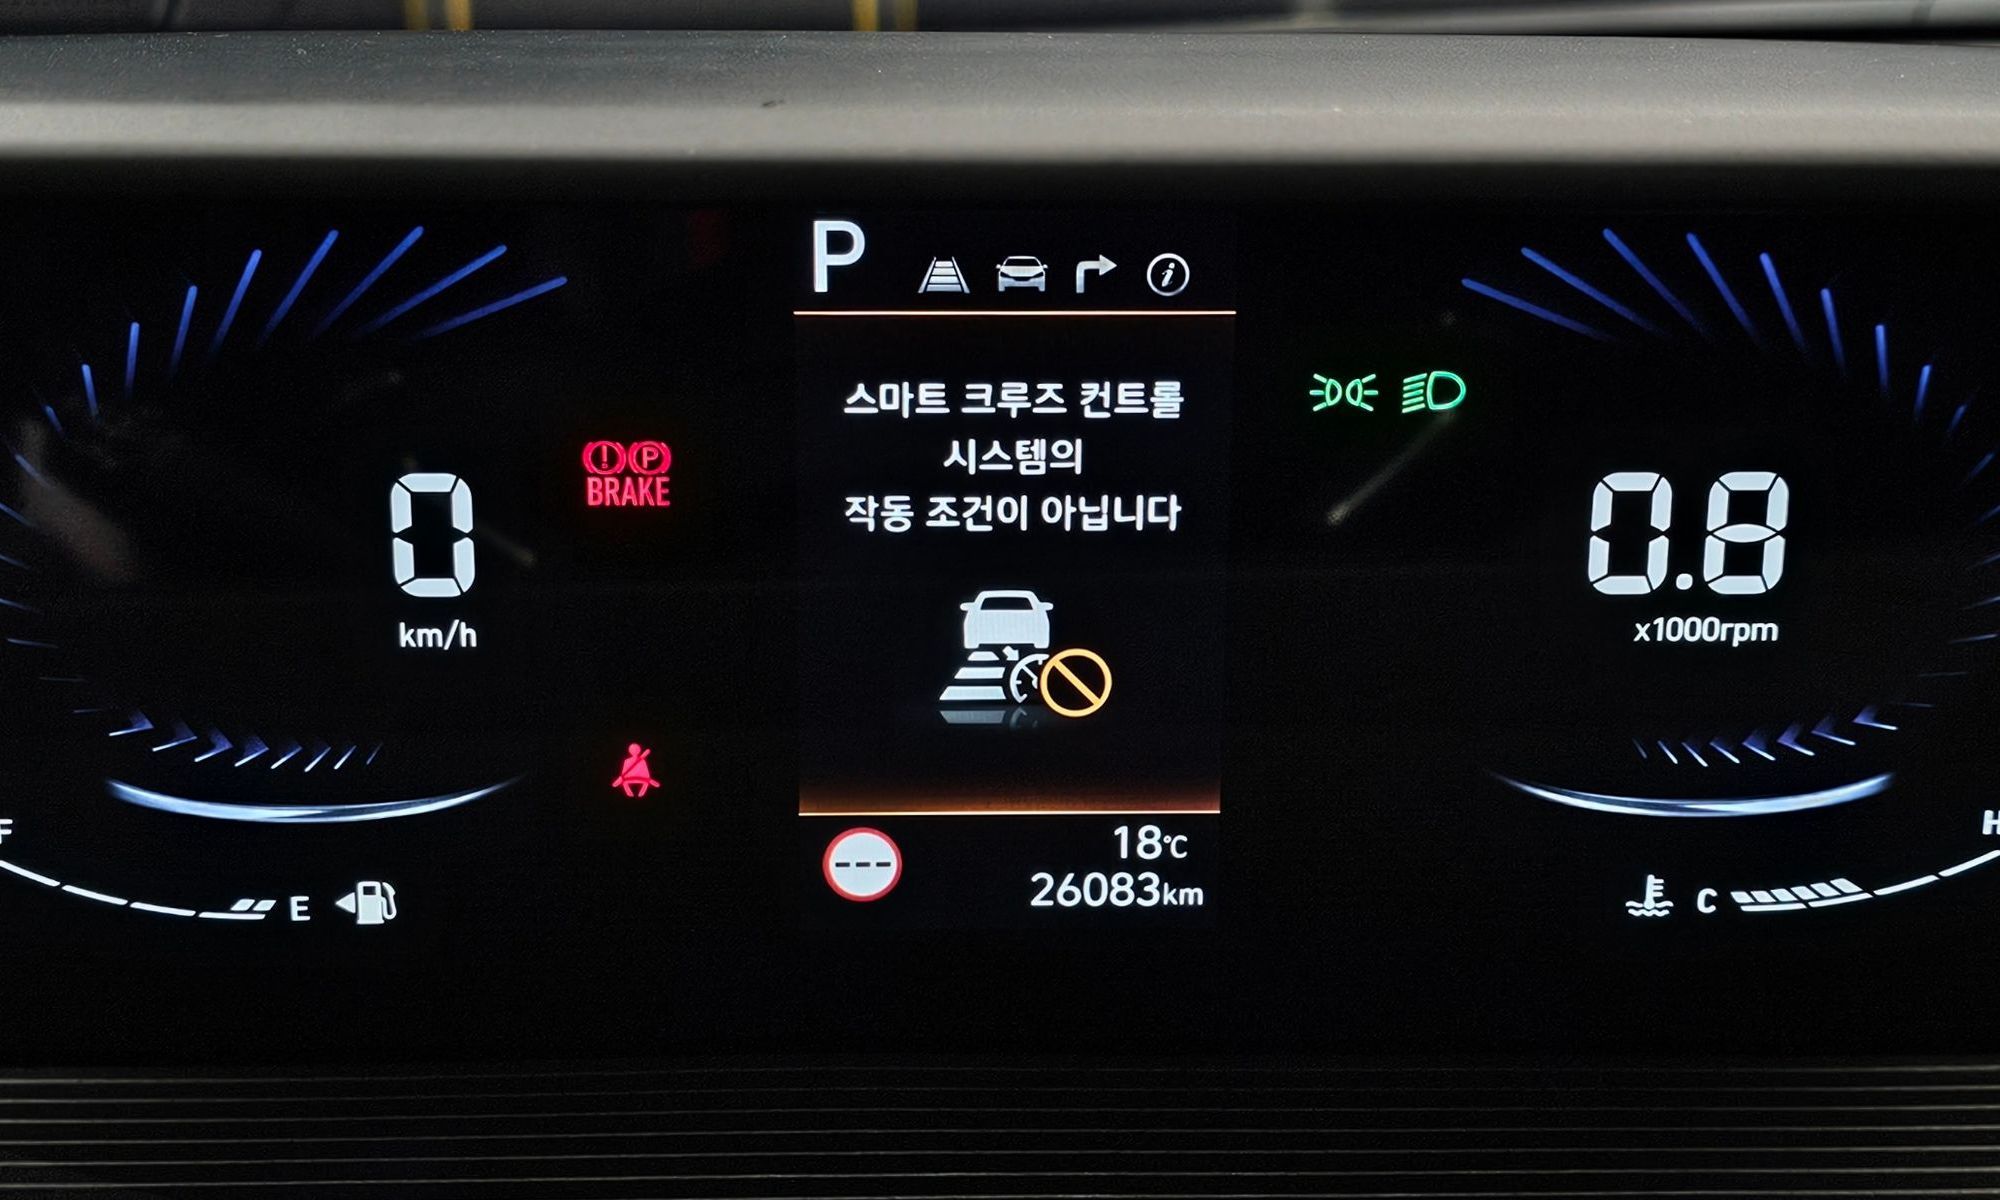 P
스마트 크루즈 컨트롤
시스템의
작동 조건이 아닙니다
0
km/h
BRAKE
P
0.8
x1000rpm
F
E
18℃
26083km
C
H